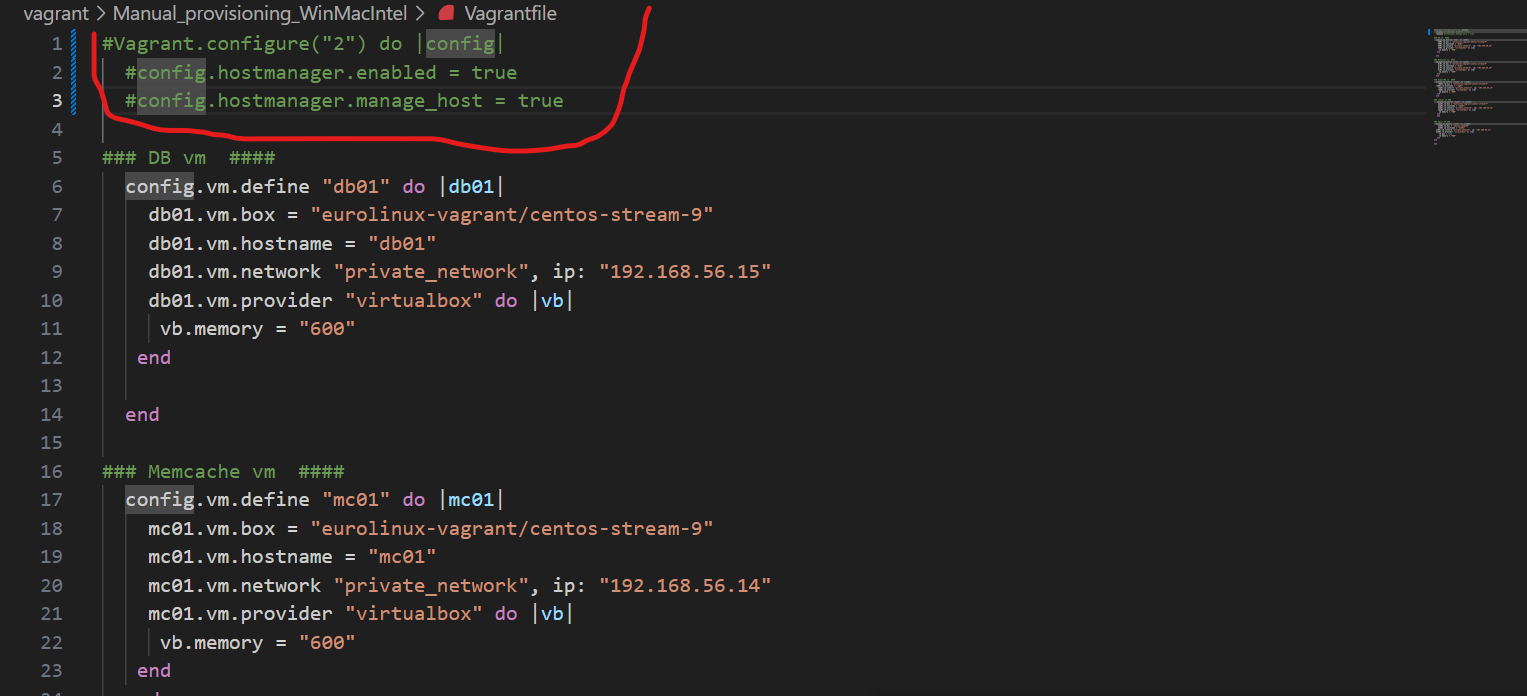 vagrant > Manual_provisioning_WinMacIntel > Vagrantfile
1 #Vagrant.configure("2") do |config|
2 #config.hostmanager.enabled = true
3 #config.hostmanager.manage_host = true
4
5 ### DB vm  ####
6 config.vm.define "db01" do |db01|
7 db01.vm.box = "eurolinux-vagrant/centos-stream-9"
8 db01.vm.hostname = "db01"
9 db01.vm.network "private_network", ip: "192.168.56.15"
10 db01.vm.provider "virtualbox" do |vb|
11 vb.memory = "600"
12 end
13
14 end
15
16 ### Memcache vm  ####
17 config.vm.define "mc01" do |mc01|
18 mc01.vm.box = "eurolinux-vagrant/centos-stream-9"
19 mc01.vm.hostname = "mc01"
20 mc01.vm.network "private_network", ip: "192.168.56.14"
21 mc01.vm.provider "virtualbox" do |vb|
22 vb.memory = "600"
23 end